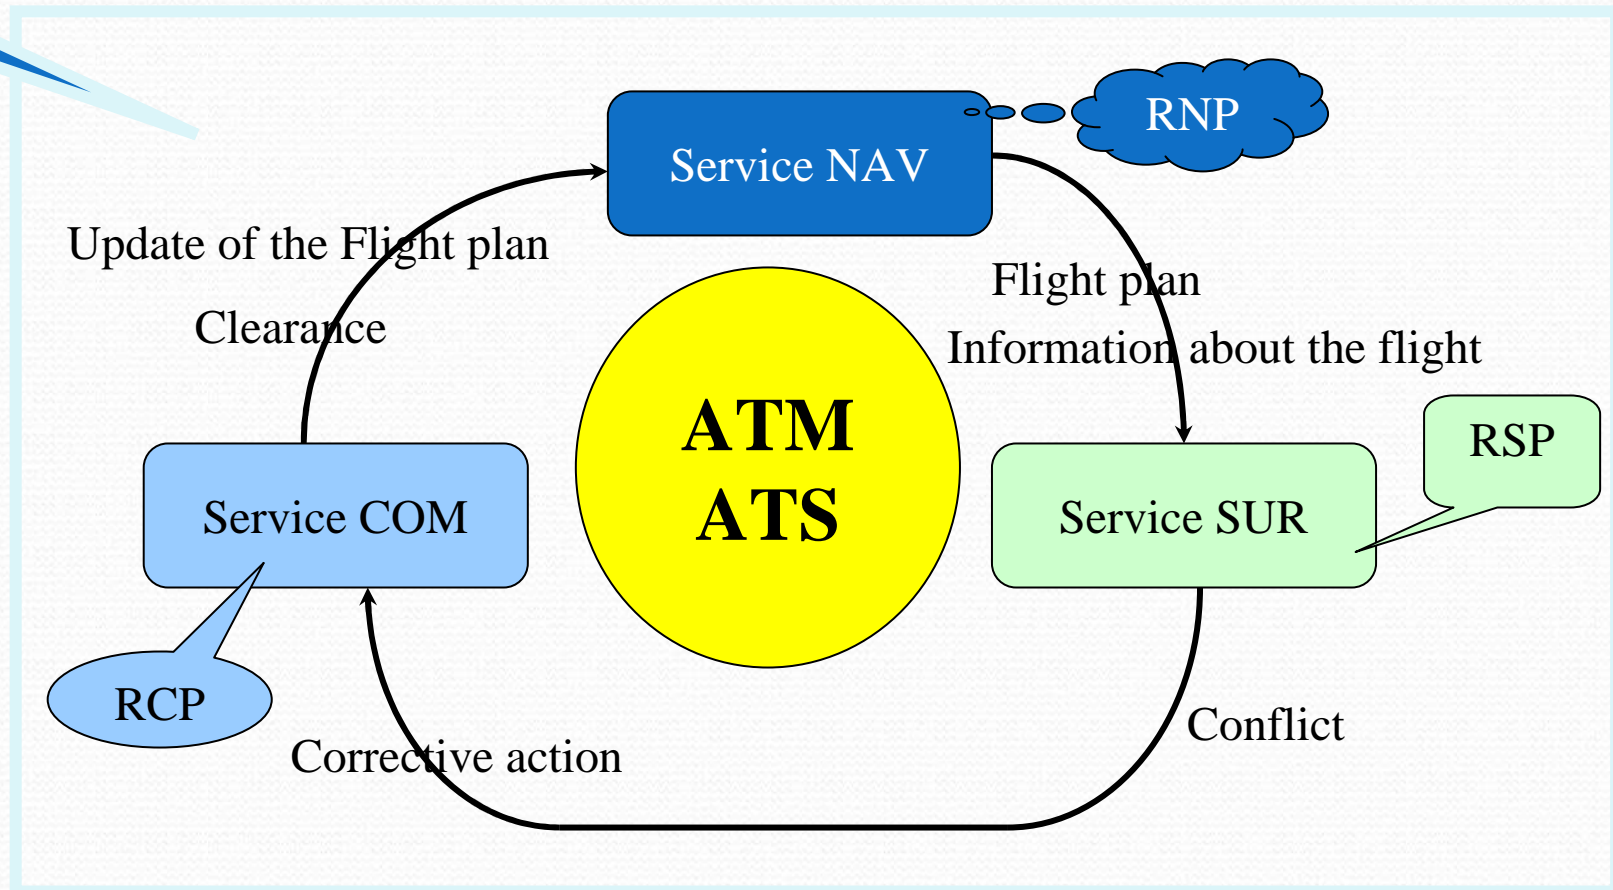 RNP
Service NAV
Update of the Flight plan
Flight plan
Clearance
Information about the flight
ATM
ATS
RSP
Service COM
Service SUR
RCP
Conflict
Corrective action